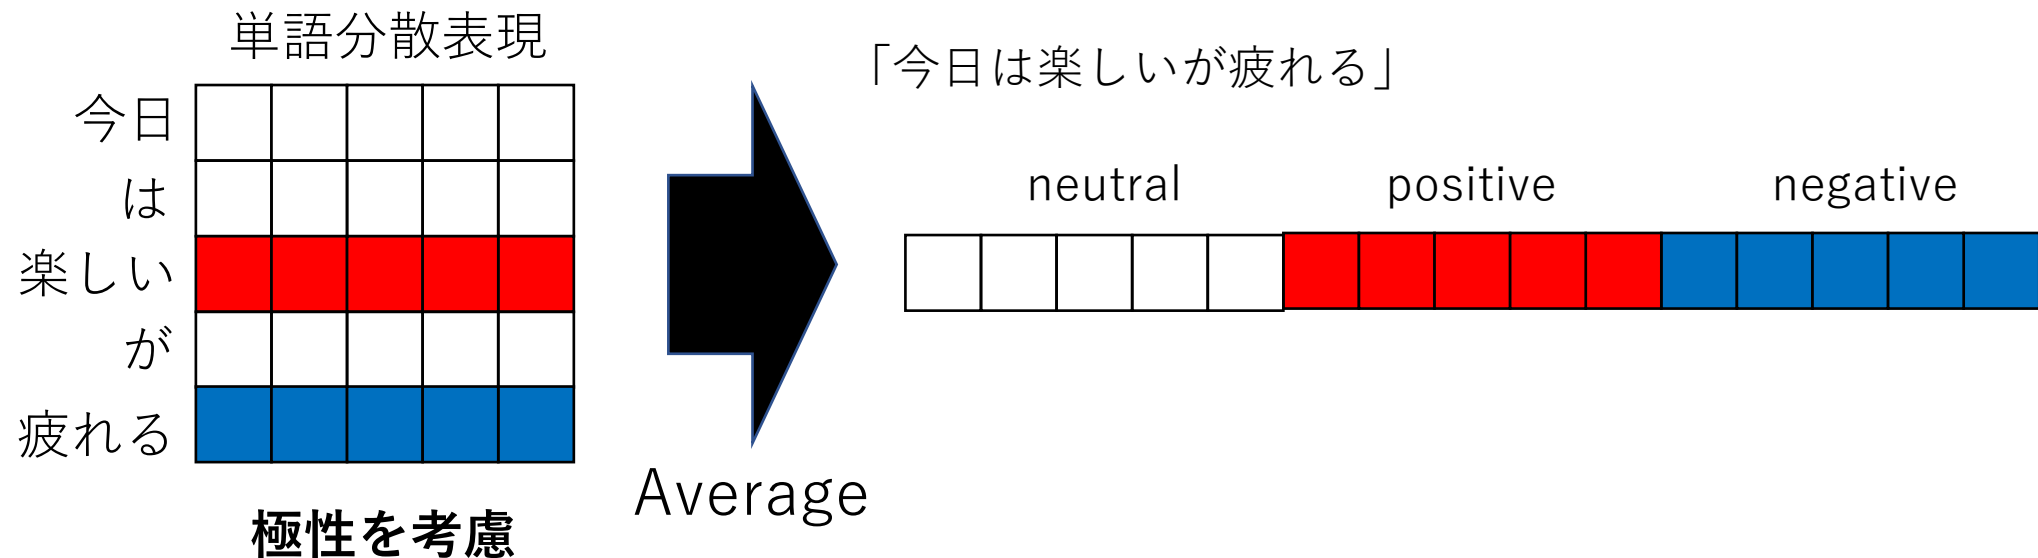 単語分散表現
今日
は
楽しい
が
疲れる
極性を考慮
Average
「今日は楽しいが疲れる」
neutral
positive
negative